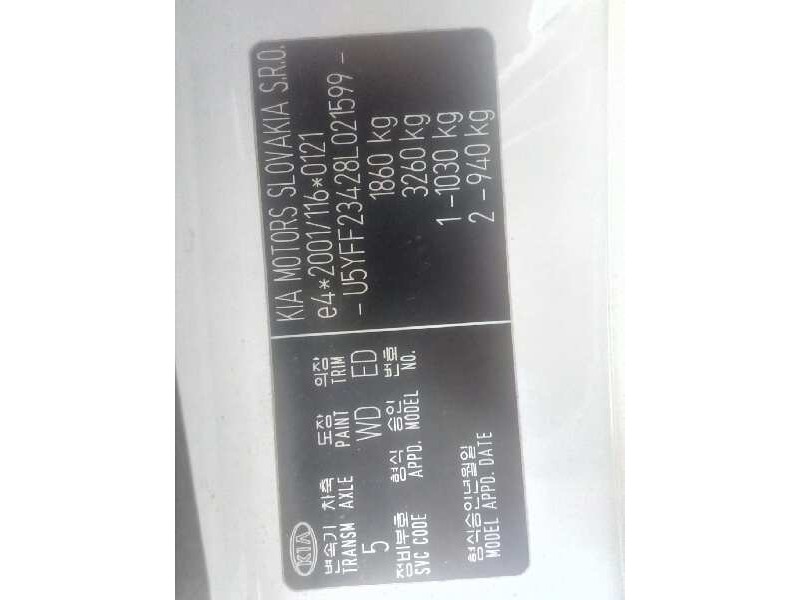 KIA MOTORS SLOVAKIA S.R.O.
e4*2001/116*0121
- U5YFF23428L021599 -
1860 kg
3260 kg
1 - 1030 kg
2 - 940 kg
KIA
변속기 차축 도장 의장
TRANSM AXLE PAINT TRIM
5 WD ED
정비부호 형식 승인 번호
SVC CODE APPD. MODEL NO.
형식승인년월일
MODEL APPD. DATE